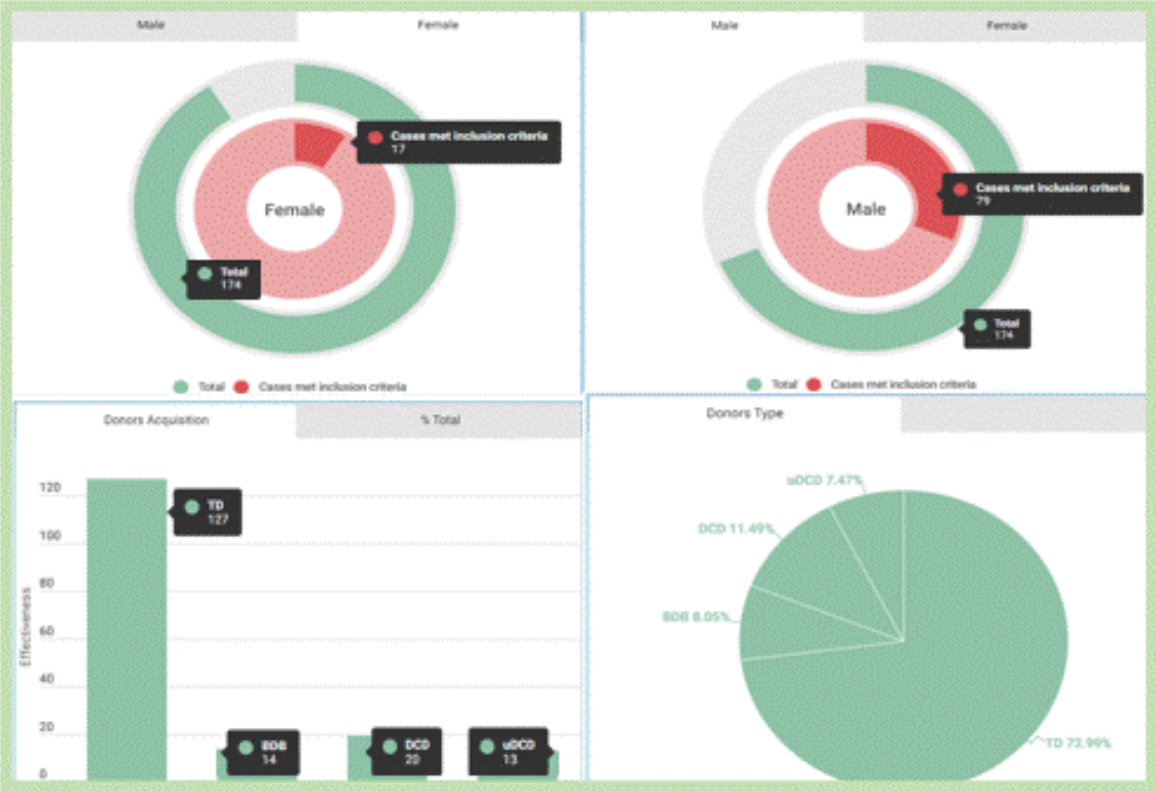 Male Female
Cases met inclusion criteria
17
Female
Total
174
Total Cases met inclusion criteria
Male Female
Cases met inclusion criteria
79
Male
Total
174
Total Cases met inclusion criteria
Donors Acquisition % Total
Effectiveness
120
100
80
60
40
20
0
TD
127
BDB
14
DCD
20
uDCD
13
Donors Type
uDCD 7.47%
DCD 11.49%
BDB 8.05%
TD 72.99%